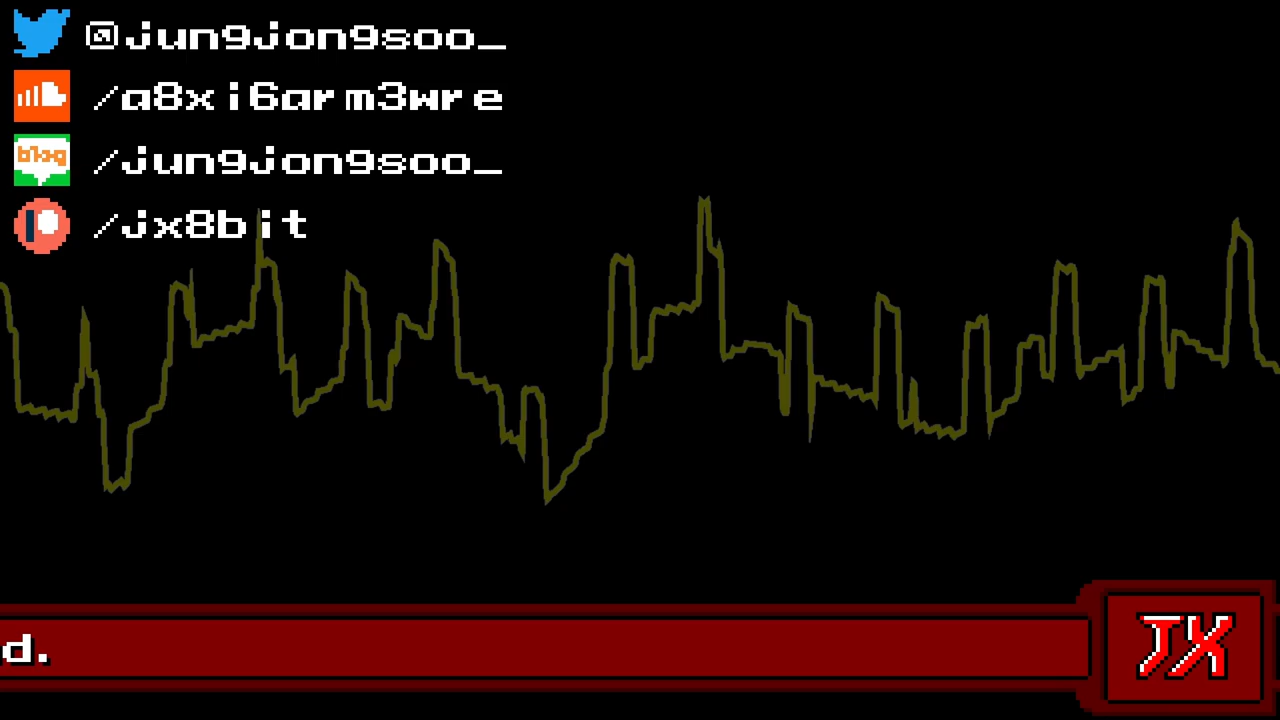 @jun9jon9soo_
/a8xi6arm3wre
blog
/jun9jon9soo_
/jx8bit
d.
JX